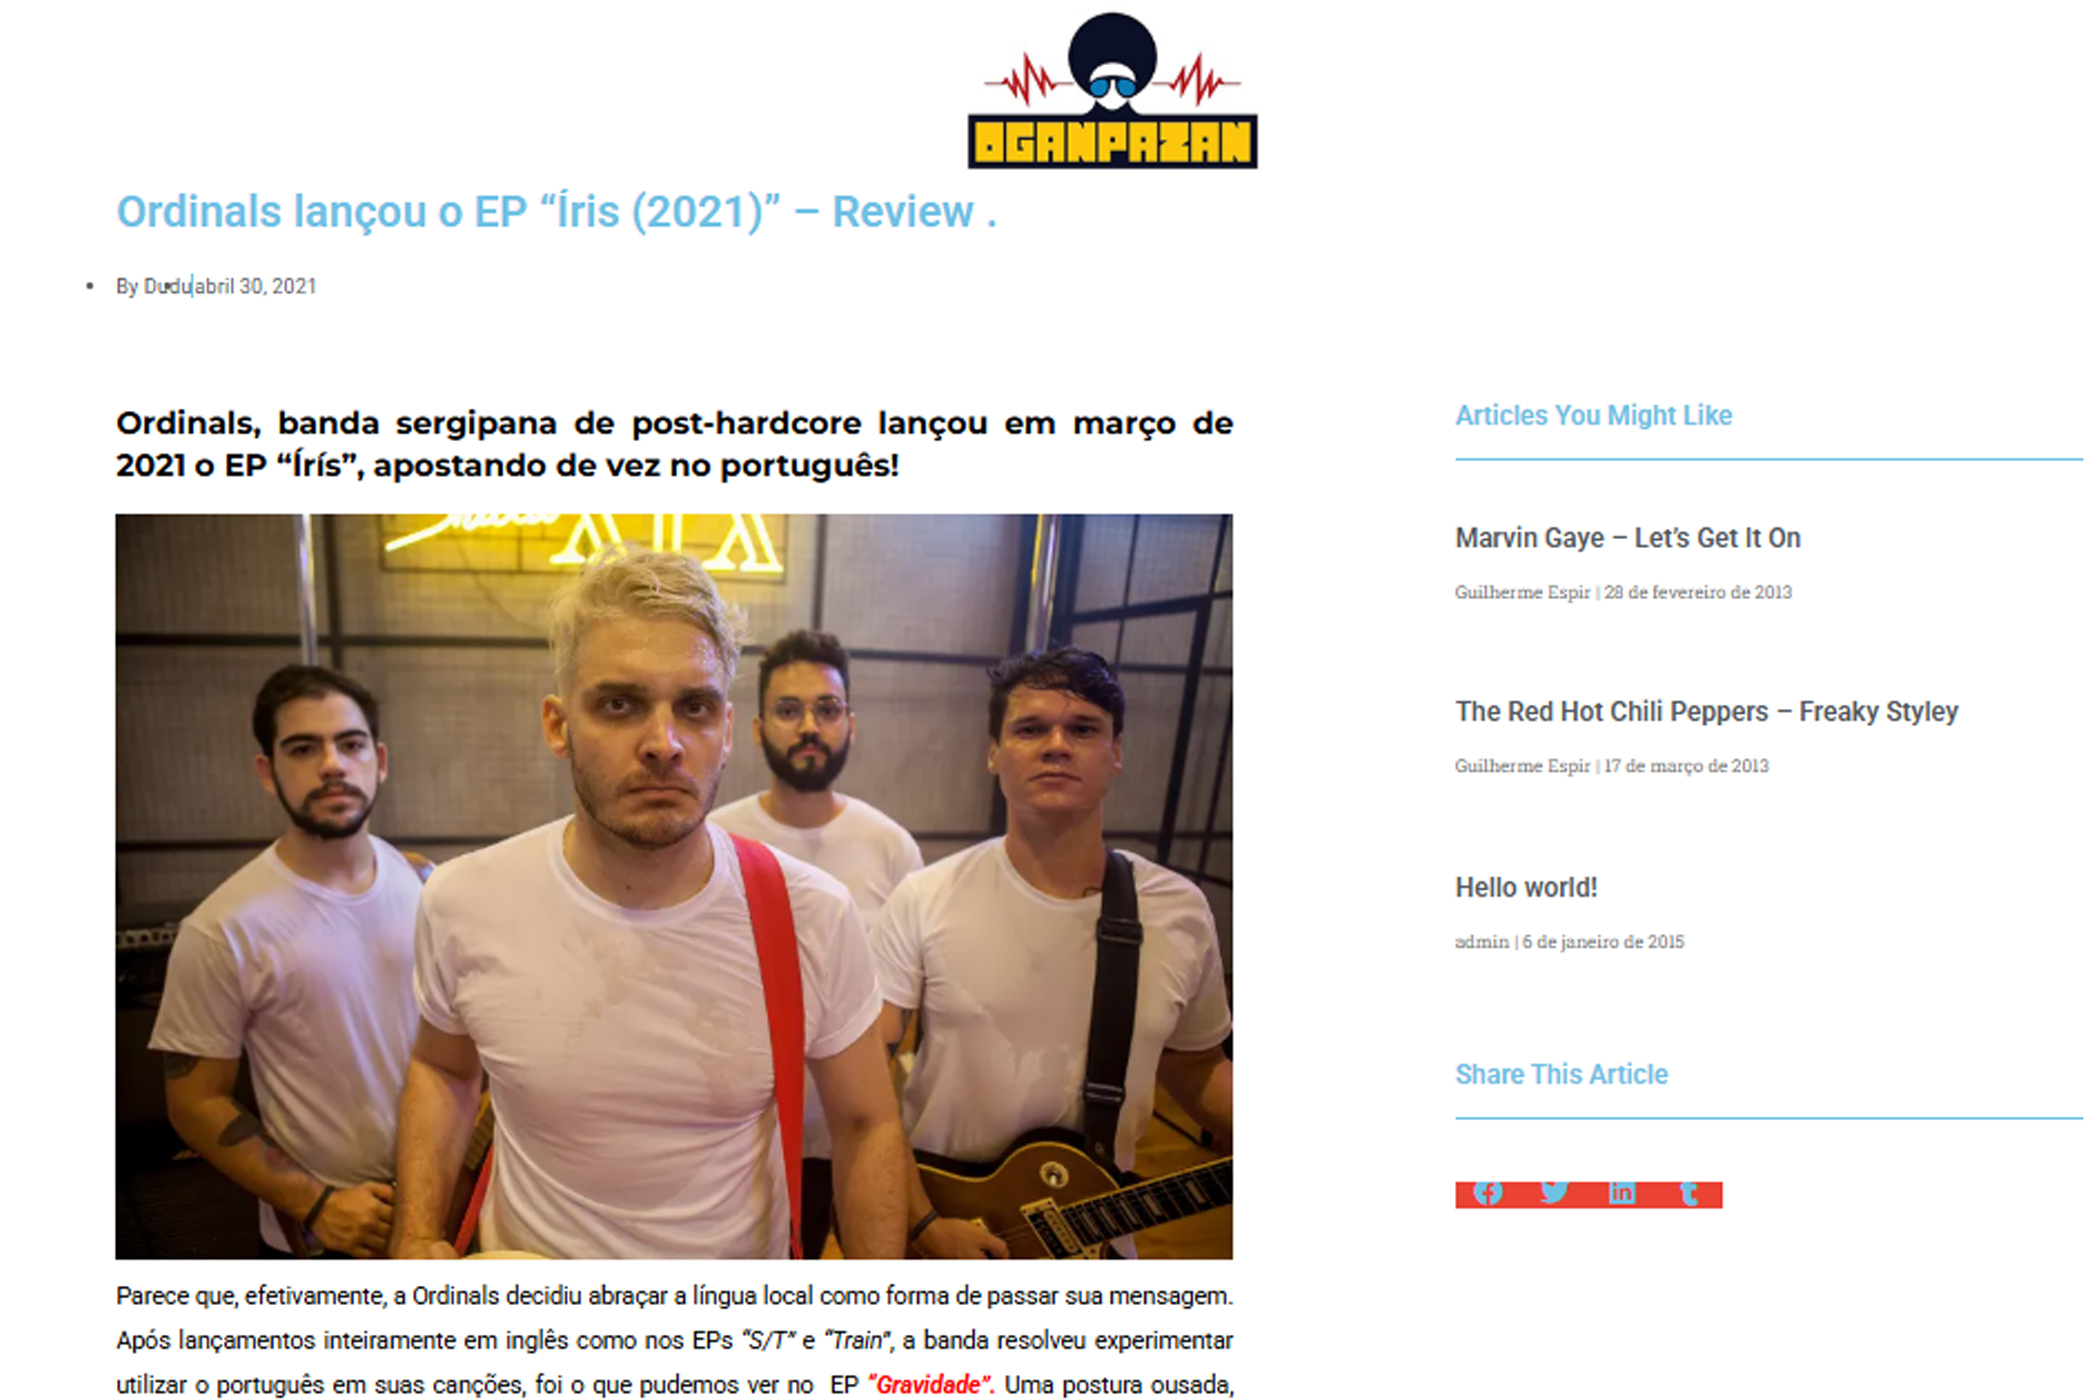 OGANPAZAN
Ordinals lançou o EP “Íris (2021)” – Review .
By Dudu abril 30, 2021
Ordinals, banda sergipana de post-hardcore lançou em março de
2021 o EP “Írís”, apostando de vez no português!
XIX
Parece que, efetivamente, a Ordinals decidiu abraçar a língua local como forma de passar sua mensagem.
Após lançamentos inteiramente em inglês como nos EPs “S/T” e “Train”, a banda resolveu experimentar
utilizar o português em suas canções, foi o que pudemos ver no EP “Gravidade”. Uma postura ousada,
Articles You Might Like
Marvin Gaye – Let’s Get It On
Guilherme Espir | 28 de fevereiro de 2013
The Red Hot Chili Peppers – Freaky Styley
Guilherme Espir | 17 de março de 2013
Hello world!
admin | 6 de janeiro de 2015
Share This Article